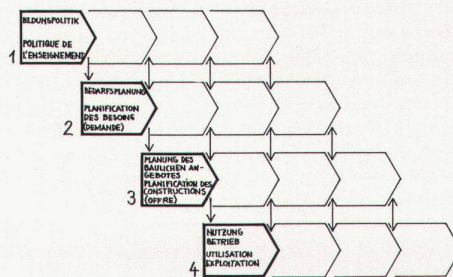 BILDUNSPOLITIK
POLITIQUE DE
L'ENSEIGNEMENT
1
BEDARFSPLANUNG
PLANIFICATION
DES BESOINS
(DEMANDE)
2
PLANUNG DES
BAULICHEN AN-
GEBOTES
PLANIFICATION DES
CONSTRUCTIONS
(OFFRE)
3
NUTZUNG
BETRIEB
UTILISATION
EXPLOITATION
4